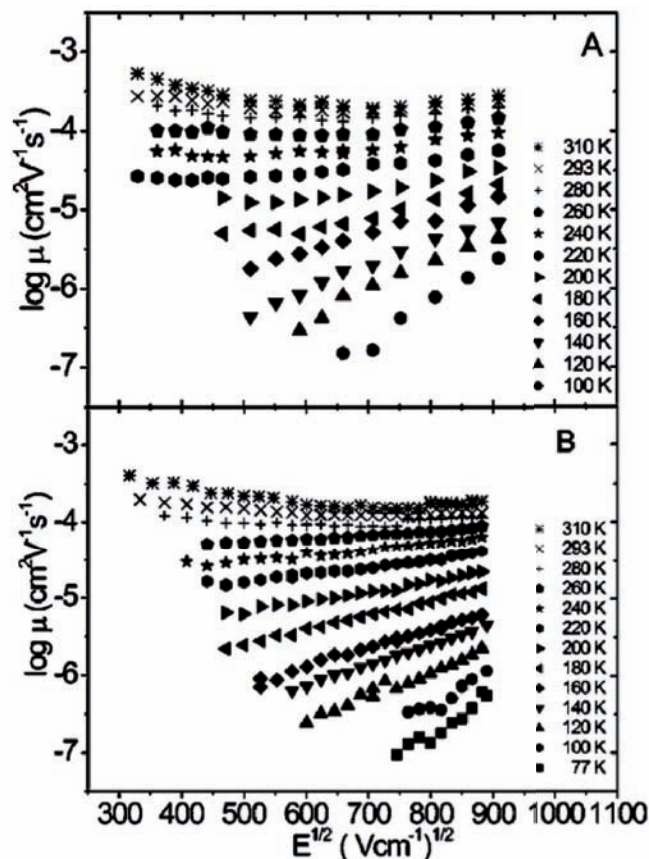 A
-3
-4
-5
-6
-7
log μ (cm²V⁻¹s⁻¹)
310 K
293 K
280 K
260 K
240 K
220 K
200 K
180 K
160 K
140 K
120 K
100 K
B
-3
-4
-5
-6
-7
log μ (cm²V⁻¹s⁻¹)
310 K
293 K
280 K
260 K
240 K
220 K
200 K
180 K
160 K
140 K
120 K
100 K
77 K
300 400 500 600 700 800 900 1000 1100
E^{1/2} ( Vcm⁻¹)^{1/2}